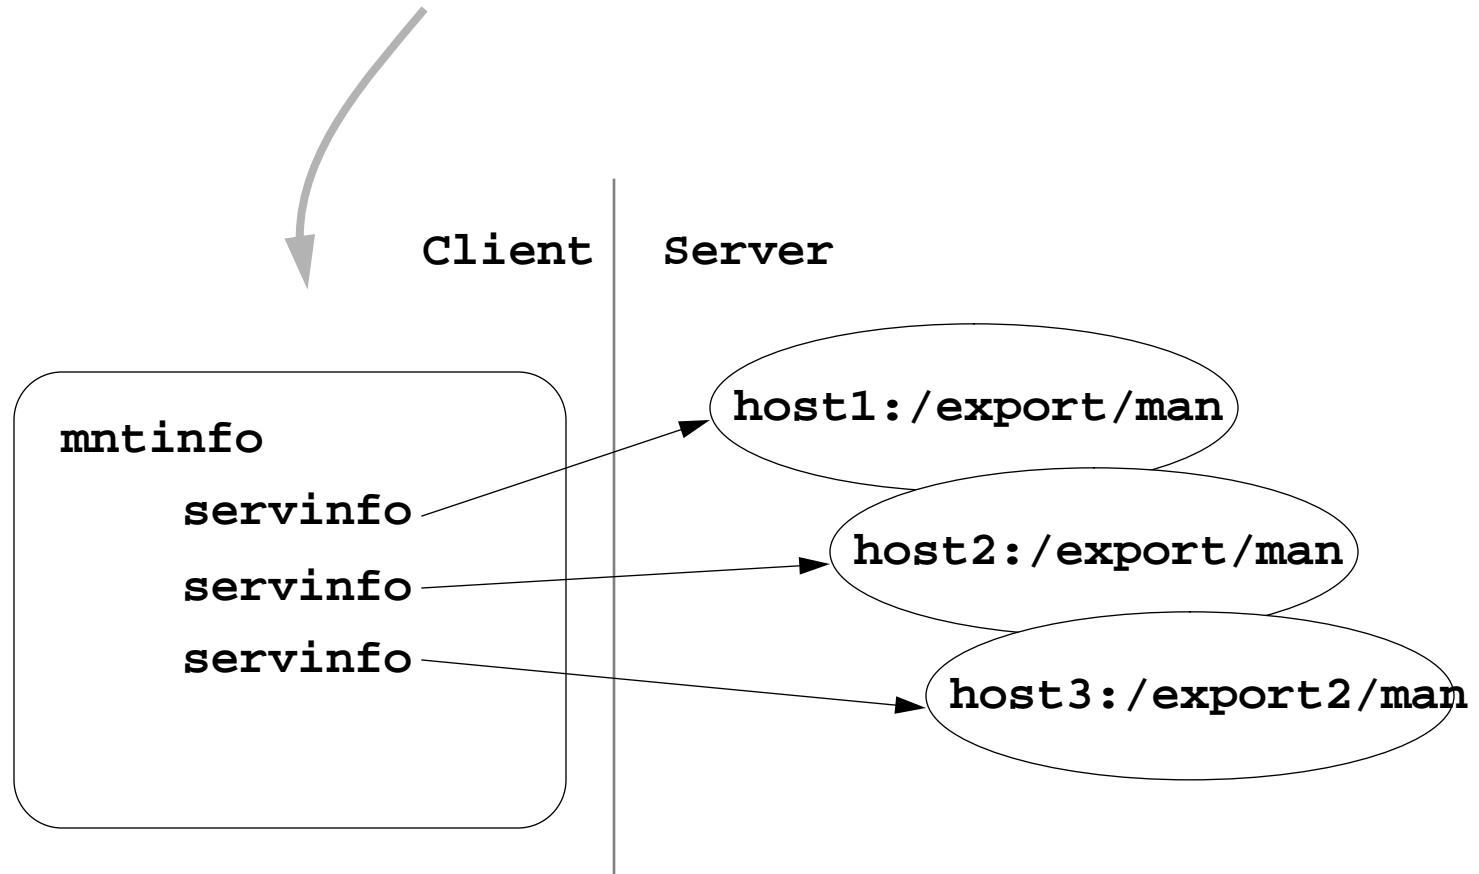 Client
Server
mntinfo
servinfo
servinfo
servinfo
host1:/export/man
host2:/export/man
host3:/export2/man